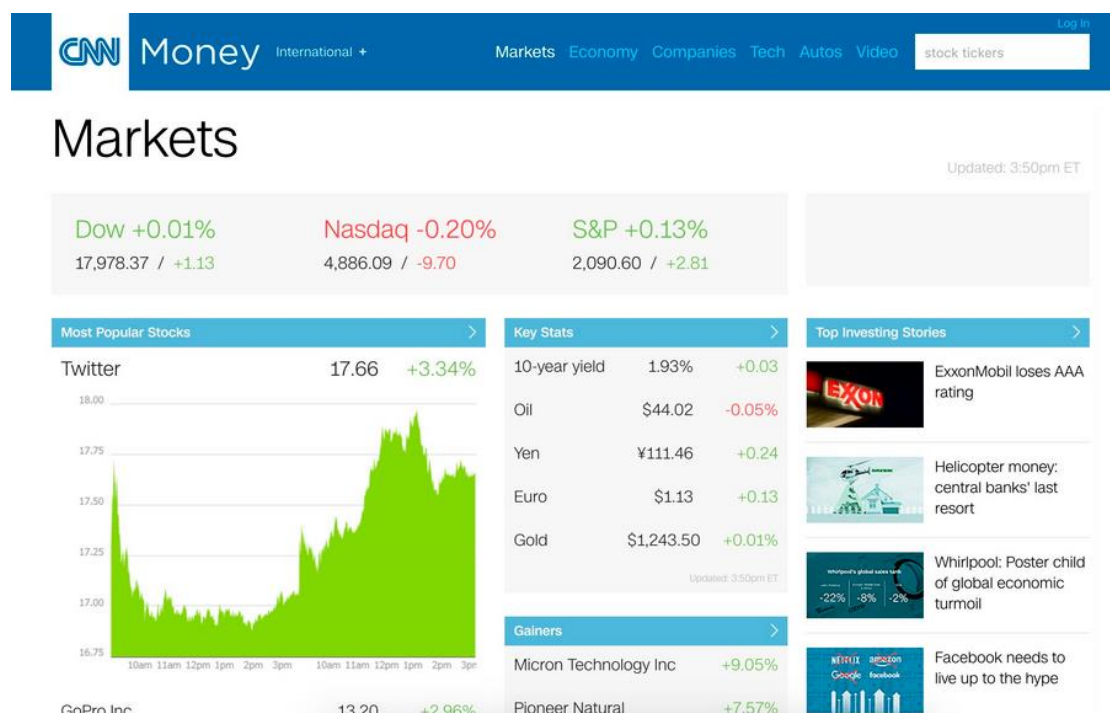 Log In
CNN Money International + Markets Economy Companies Tech Autos Video stock tickers
Markets
Updated: 3:50pm ET
Dow +0.01% Nasdaq -0.20% S&P +0.13%
17,978.37 / +1.13 4,886.09 / -9.70 2,090.60 / +2.81
Most Popular Stocks
Twitter 17.66 +3.34%
18.00
17.75
17.50
17.25
17.00
16.75
10am 11am 12pm 1pm 2pm 3pm 10am 11am 12pm 1pm 2pm 3pm
GoPro Inc 13.20 +2.96%
Key Stats
10-year yield 1.93% +0.03
Oil $44.02 -0.05%
Yen ¥111.46 +0.24
Euro $1.13 +0.13
Gold $1,243.50 +0.01%
Updated: 3:50pm ET
Gainers
Micron Technology Inc +9.05%
Pioneer Natural +7.57%
Top Investing Stories
EXXON
ExxonMobil loses AAA
rating
Helicopter money:
central banks' last
resort
Whirlpool's global sales tank
-22% -8% -2%
Whirlpool: Poster child
of global economic
turmoil
NETFLIX amazon
Google facebook
Facebook needs to
live up to the hype